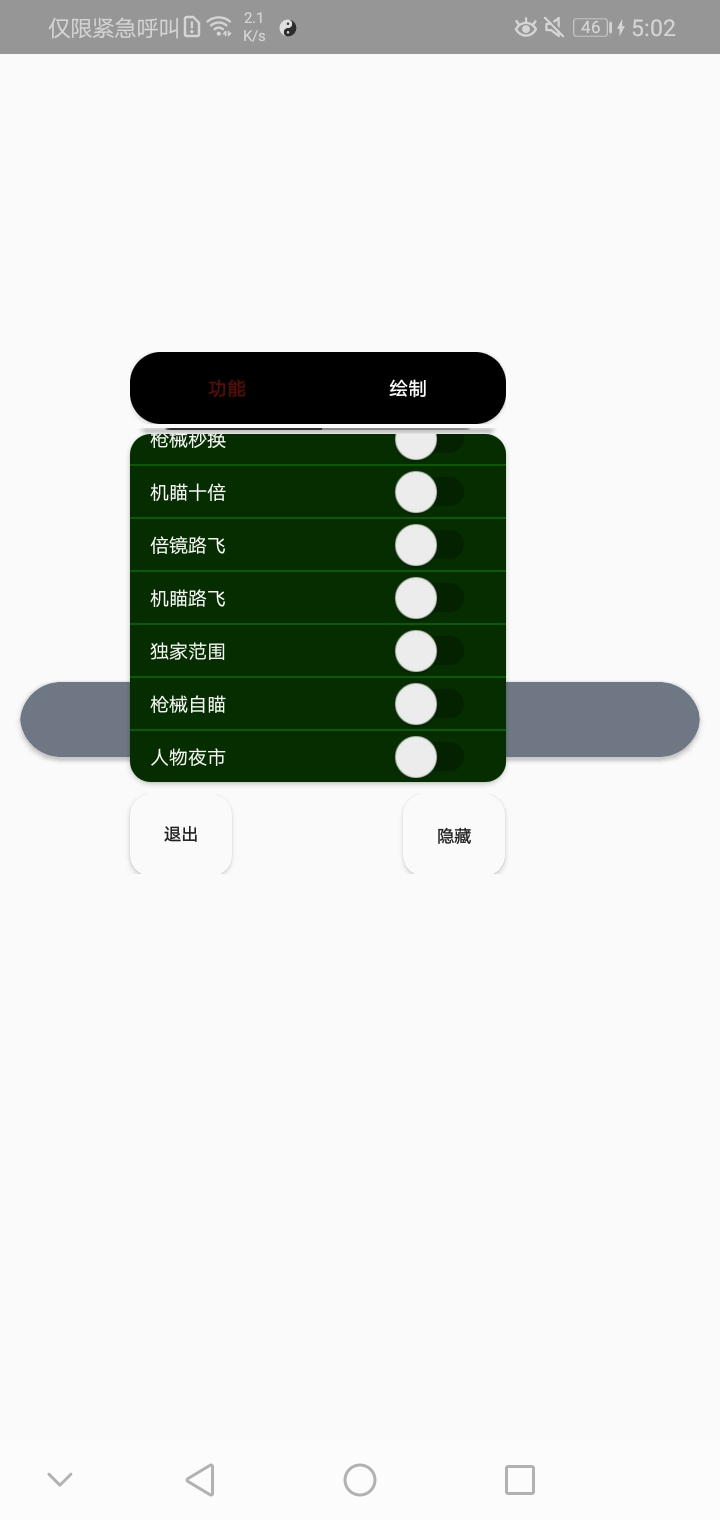 仅限紧急呼叫
2.1
K/s
46
5:02
功能
绘制
枪械秒换
机瞄十倍
倍镜路飞
机瞄路飞
独家范围
枪械自瞄
人物夜市
退出
隐藏